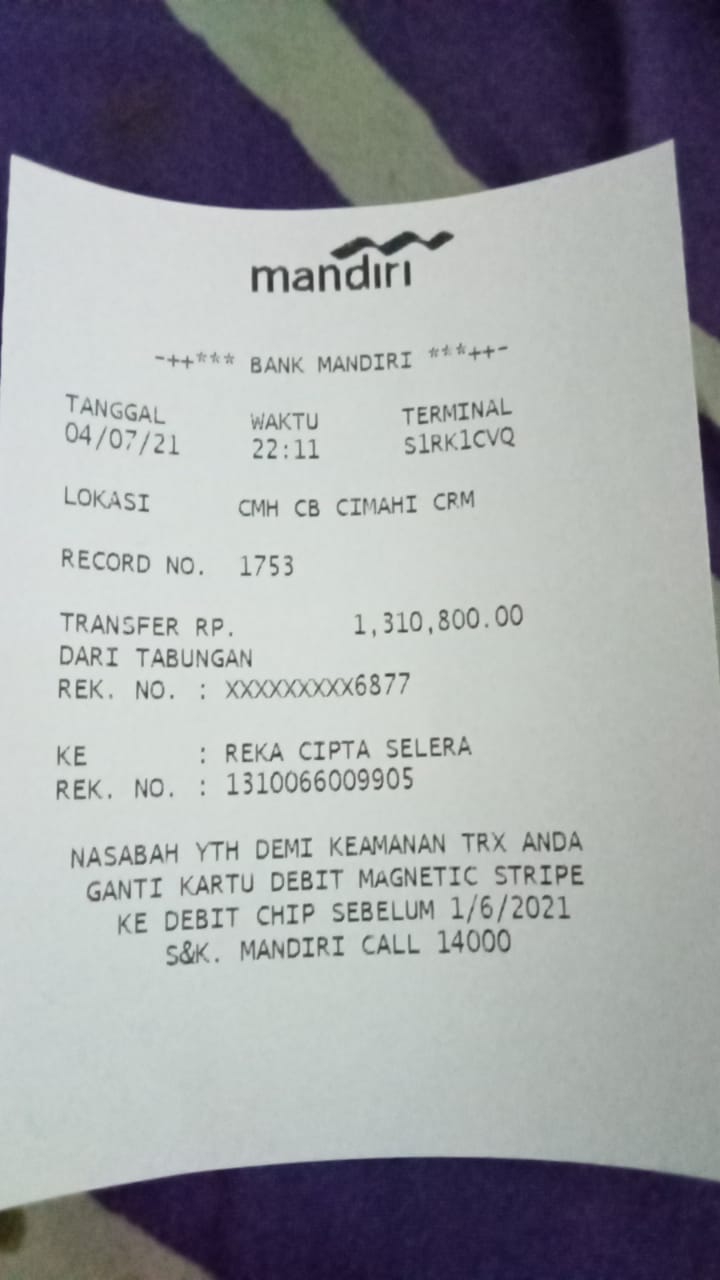 mandırı
-++*** BANK MANDIRI ***++-
TANGGAL WAKTU TERMINAL
04/07/21 22:11 S1RK1CVQ
LOKASI CMH CB CIMAHI CRM
RECORD NO. 1753
TRANSFER RP. 1,310,800.00
DARI TABUNGAN
REK. NO. : XXXXXXXXX6877
KE : REKA CIPTA SELERA
REK. NO. : 1310066009905
NASABAH YTH DEMI KEAMANAN TRX ANDA
GANTI KARTU DEBIT MAGNETIC STRIPE
KE DEBIT CHIP SEBELUM 1/6/2021
S&K. MANDIRI CALL 14000